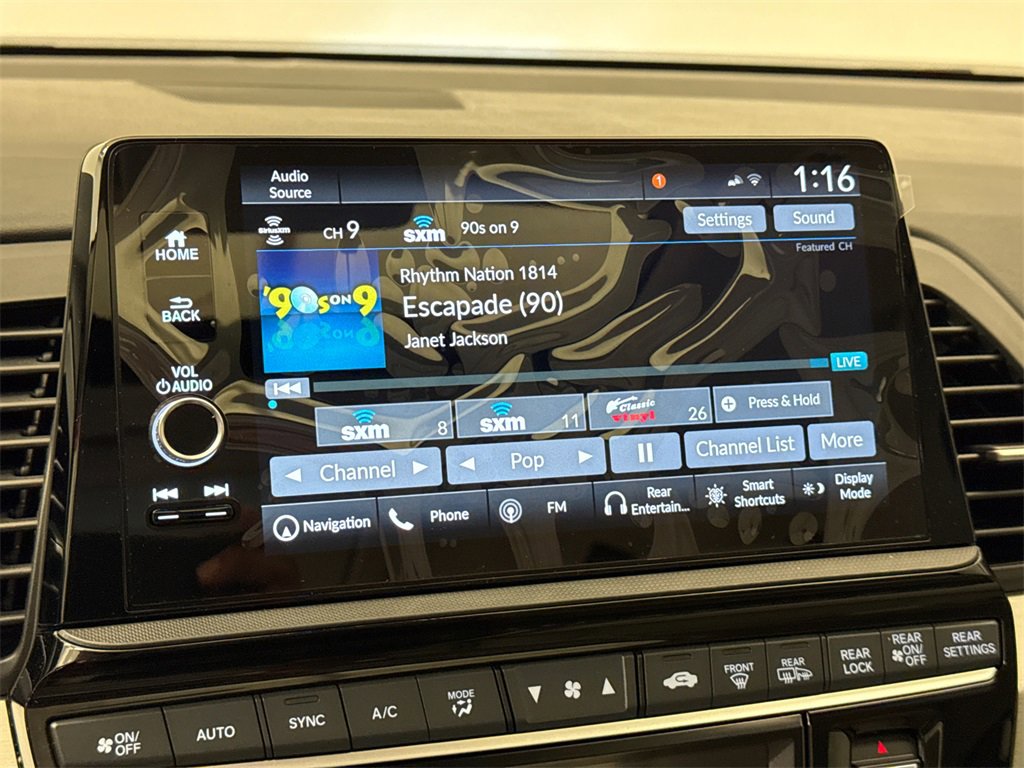 Audio
Source
1
1:16
HOME
BACK
VOL
AUDIO
SiriusXM
CH 9
sxm
90s on 9
Settings
Sound
Featured CH
'90s ON 9
Rhythm Nation 1814
Escapade (90)
Janet Jackson
LIVE
sxm 8
sxm 11
Classic
Vinyl
26
Press & Hold
Channel
Pop
Channel List
More
Navigation
Phone
FM
Rear
Entertain...
Smart
Shortcuts
Display
Mode
ON/
OFF
AUTO
SYNC
A/C
MODE
FRONT
REAR
REAR
LOCK
REAR
ON/
OFF
REAR
SETTINGS